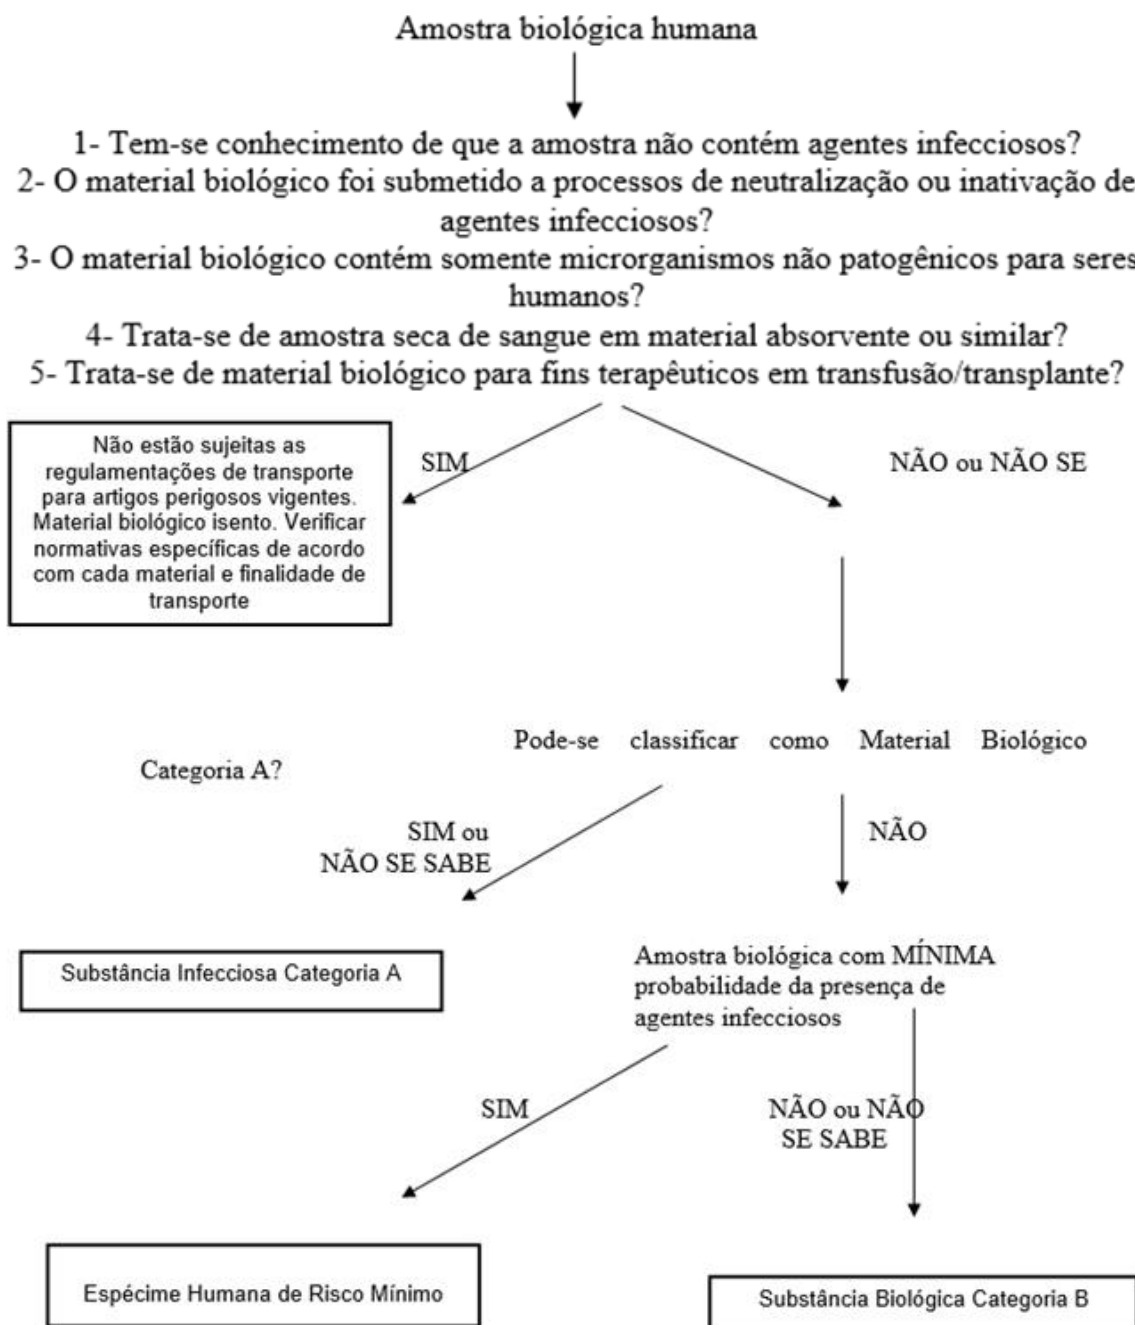 Amostra biológica humana
1- Tem-se conhecimento de que a amostra não contém agentes infecciosos?
2- O material biológico foi submetido a processos de neutralização ou inativação de
agentes infecciosos?
3- O material biológico contém somente microrganismos não patogênicos para seres
humanos?
4- Trata-se de amostra seca de sangue em material absorvente ou similar?
5- Trata-se de material biológico para fins terapêuticos em transfusão/transplante?
Não estão sujeitas as
regulamentações de transporte
para artigos perigosos vigentes.
Material biológico isento. Verificar
normativas específicas de acordo
com cada material e finalidade de
transporte
SIM
NÃO ou NÃO SE
Pode-se classificar como Material Biológico
Categoria A?
SIM ou
NÃO SE SABE
NÃO
Substância Infecciosa Categoria A
Amostra biológica com MÍNIMA
probabilidade da presença de
agentes infecciosos
SIM
NÃO ou NÃO
SE SABE
Espécime Humana de Risco Mínimo
Substância Biológica Categoria B